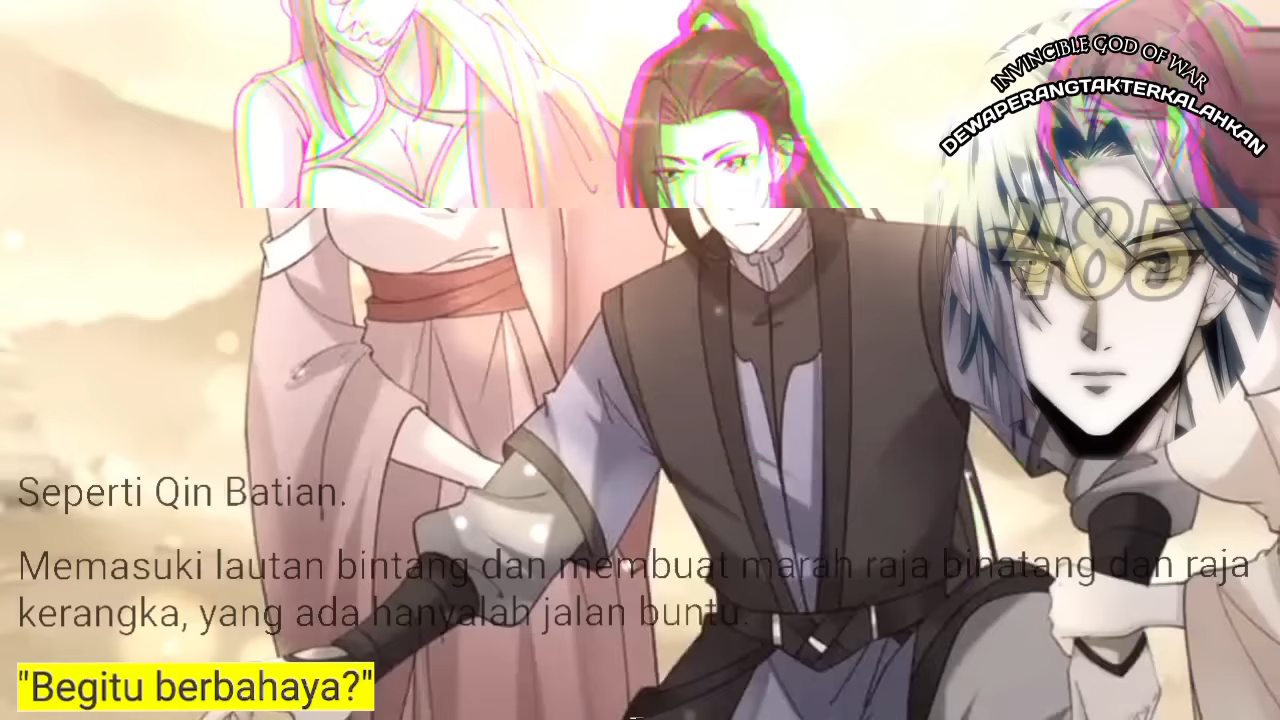 INVINCIBLE GOD OF WAR
DEWAPERANGTAKTERKALAHKAN
#485
Seperti Qin Batian.
Memasuki lautan bintang dan membuat marah raja binatang dan raja
kerangka, yang ada hanyalah jalan buntu.
"Begitu berbahaya?"